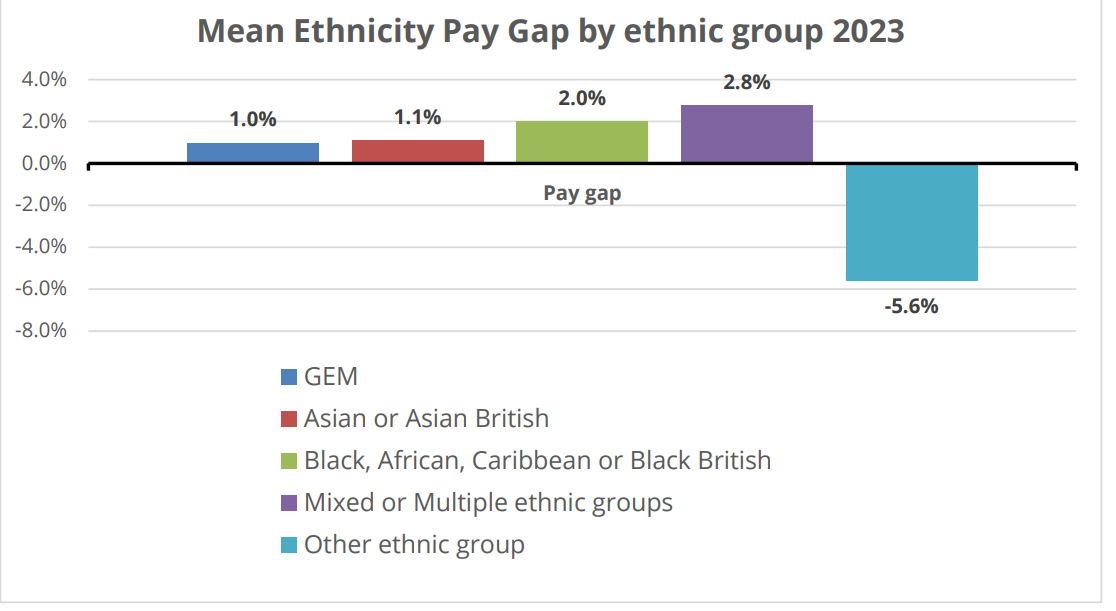 Mean Ethnicity Pay Gap by ethnic group 2023
4.0%
2.0%
0.0%
-2.0%
-4.0%
-6.0%
-8.0%
1.0%
1.1%
2.0%
2.8%
-5.6%
Pay gap
GEM
Asian or Asian British
Black, African, Caribbean or Black British
Mixed or Multiple ethnic groups
Other ethnic group